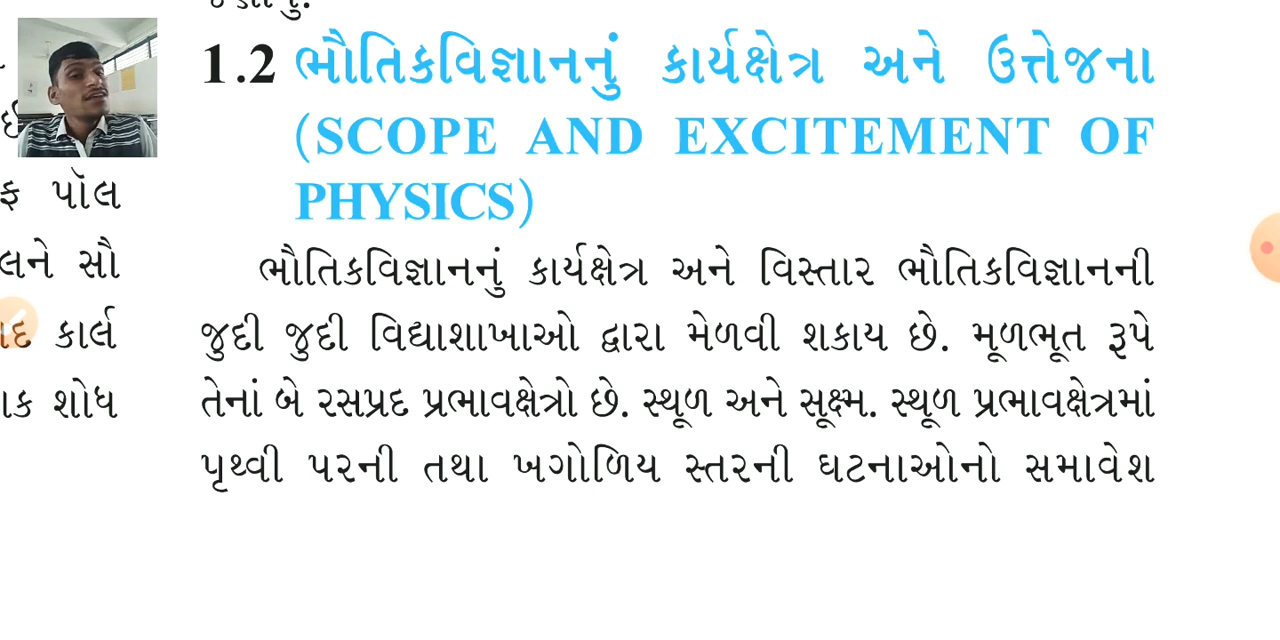 1.2 ભૌતિકવિજ્ઞાનનું કાર્યક્ષેત્ર અને ઉત્તેજના
(SCOPE AND EXCITEMENT OF
PHYSICS)
ભૌતિકવિજ્ઞાનનું કાર્યક્ષેત્ર અને વિસ્તાર ભૌતિકવિજ્ઞાનની
જુદી જુદી વિદ્યાશાખાઓ દ્વારા મેળવી શકાય છે. મૂળભૂત રૂપે
તેનાં બે રસપ્રદ પ્રભાવક્ષેત્રો છે. સ્થૂળ અને સૂક્ષ્મ. સ્થૂળ પ્રભાવક્ષેત્રમાં
પૃથ્વી પરની તથા ખગોળિય સ્તરની ઘટનાઓનો સમાવેશ
પૉલ
સૌ
કાર્લ
શોધ